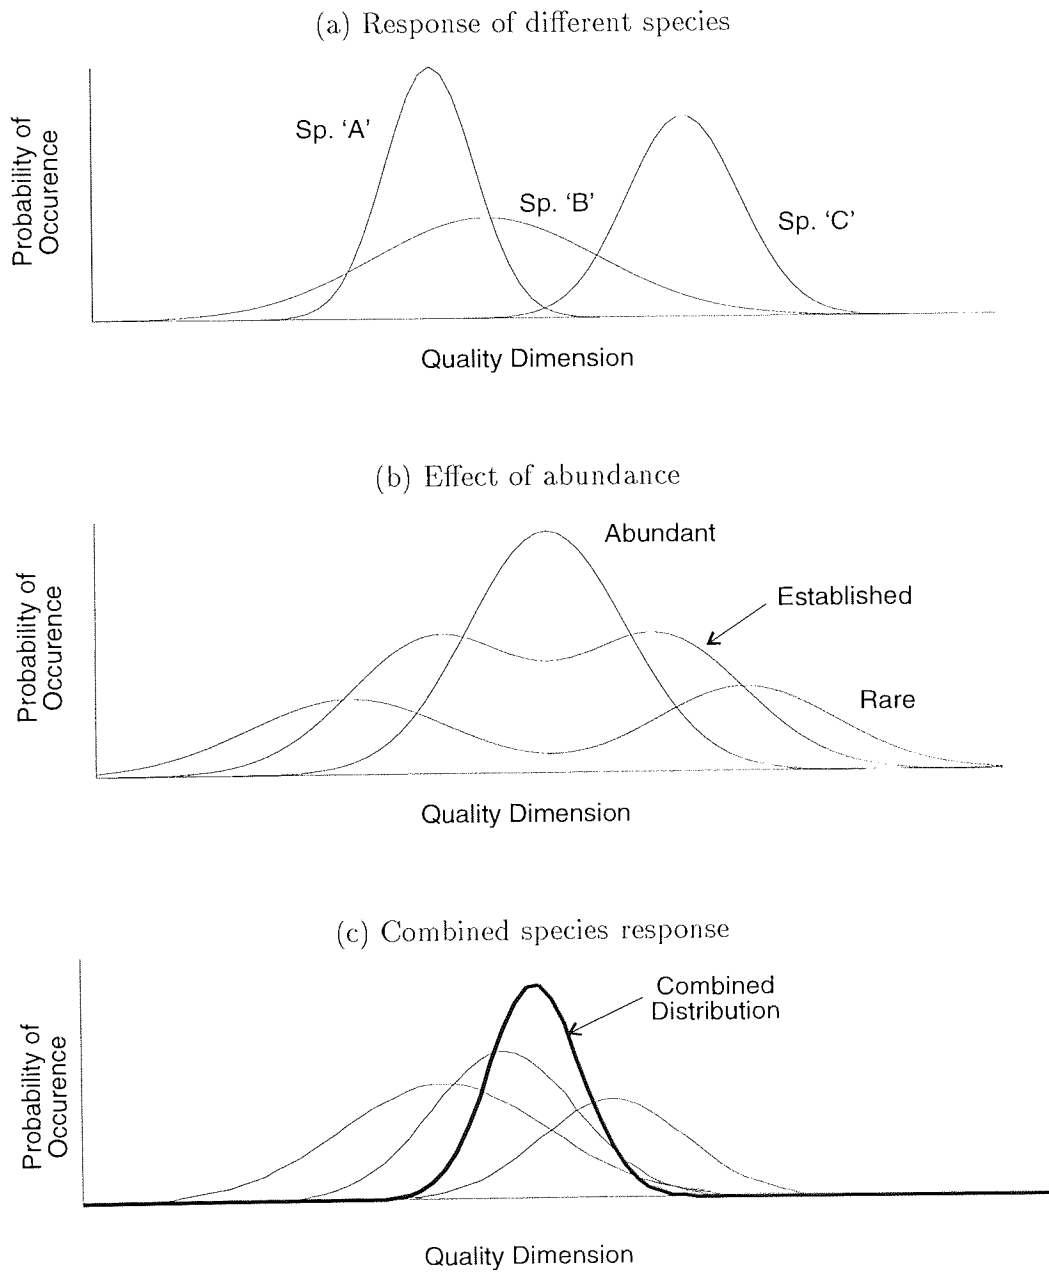 (a) Response of different species
Sp. ‘A’
Sp. ‘B’
Sp. ‘C’
Probability of
Occurence
Quality Dimension
(b) Effect of abundance
Abundant
Established
Rare
Probability of
Occurence
Quality Dimension
(c) Combined species response
Combined
Distribution
Probability of
Occurence
Quality Dimension